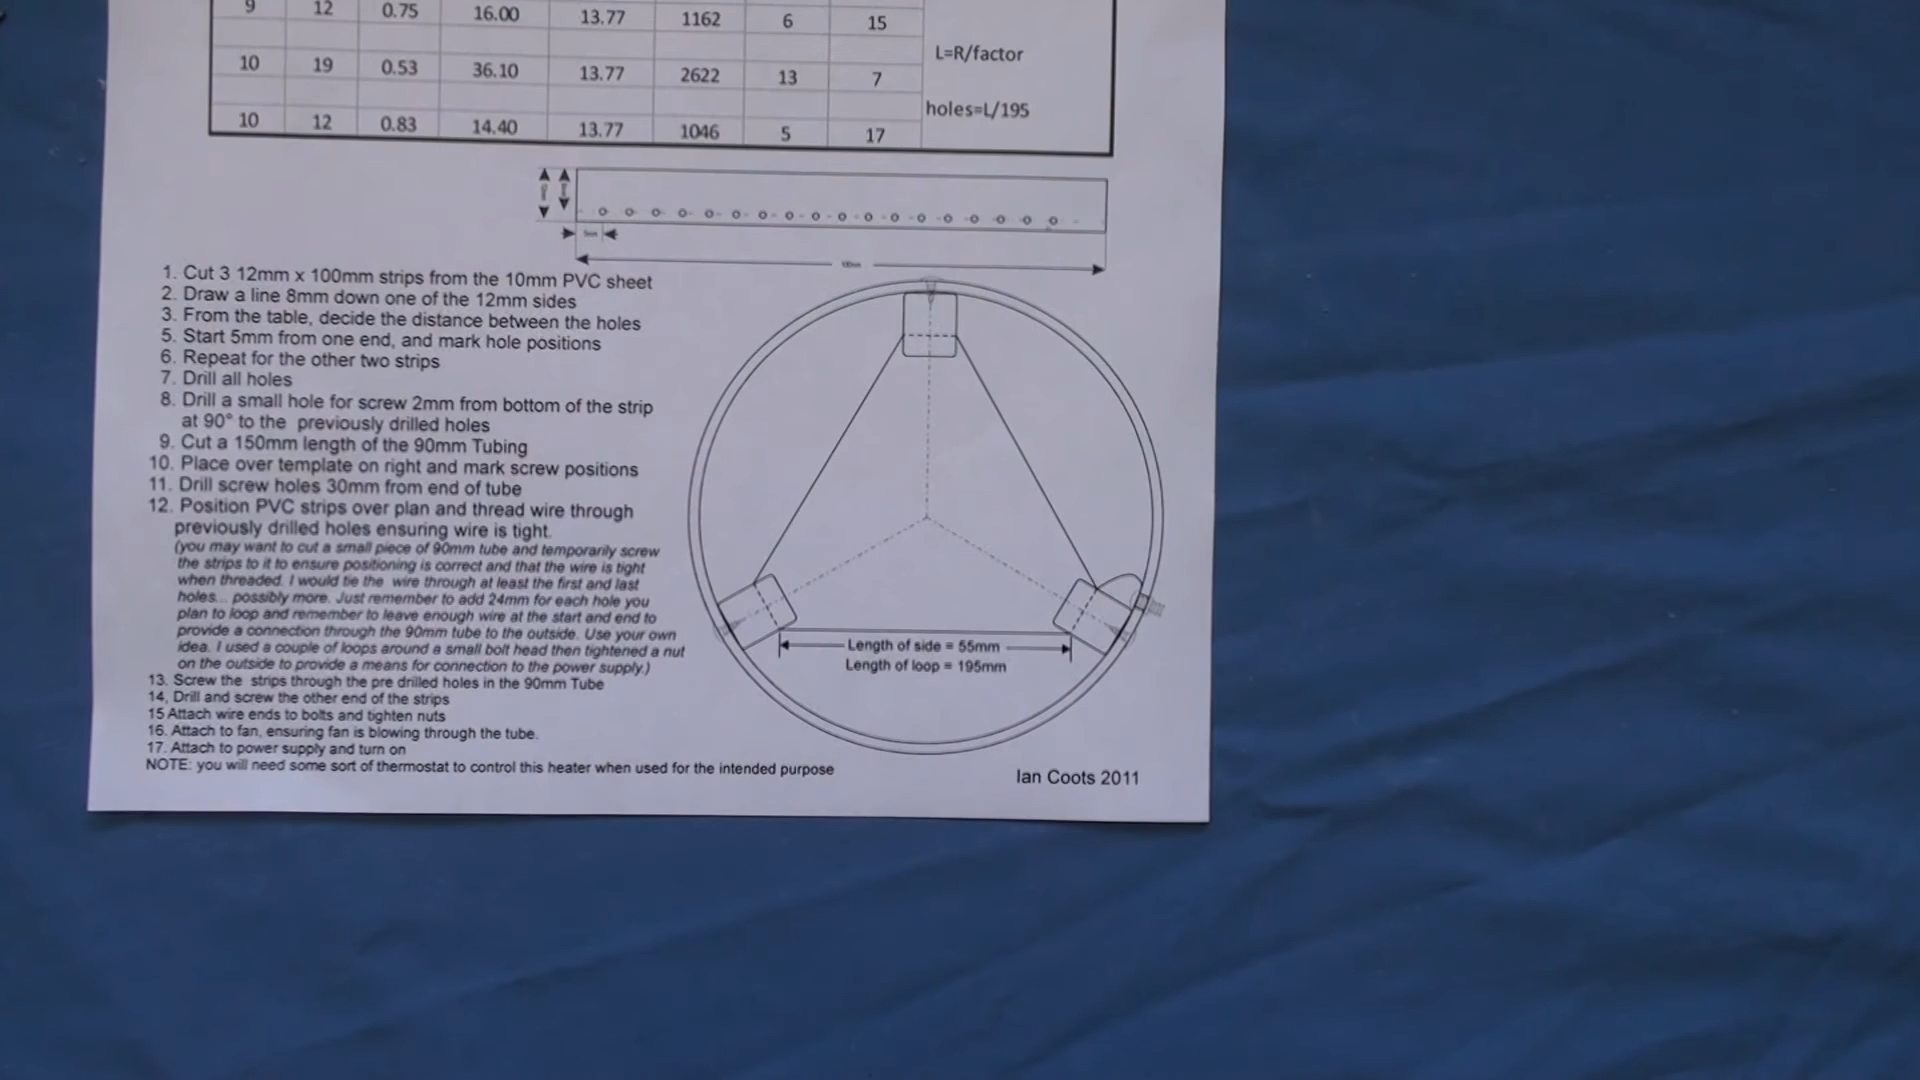 9 12 0.75 16.00 13.77 1162 6 15
L=R/factor
10 19 0.53 36.10 13.77 2622 13 7
holes=L/195
10 12 0.83 14.40 13.77 1046 5 17
1. Cut 3 12mm x 100mm strips from the 10mm PVC sheet
2. Draw a line 8mm down one of the 12mm sides
3. From the table, decide the distance between the holes
5. Start 5mm from one end, and mark hole positions
6. Repeat for the other two strips
7. Drill all holes
8. Drill a small hole for screw 2mm from bottom of the strip
at 90° to the previously drilled holes
9. Cut a 150mm length of the 90mm Tubing
10. Place over template on right and mark screw positions
11. Drill screw holes 30mm from end of tube
12. Position PVC strips over plan and thread wire through
previously drilled holes ensuring wire is tight.
(you may want to cut a small piece of 90mm tube and temporarily screw
the strips to it to ensure positioning is correct and that the wire is tight
when threaded. I would tie the wire through at least the first and last
holes... possibly more. Just remember to add 24mm for each hole you
plan to loop and remember to leave enough wire at the start and end to
provide a connection through the 90mm tube to the outside. Use your own
idea. I used a couple of loops around a small bolt head then tightened a nut
on the outside to provide a means for connection to the power supply.)
13. Screw the strips through the pre drilled holes in the 90mm Tube
14, Drill and screw the other end of the strips
15 Attach wire ends to bolts and tighten nuts
16. Attach to fan, ensuring fan is blowing through the tube.
17. Attach to power supply and turn on
NOTE: you will need some sort of thermostat to control this heater when used for the intended purpose
Length of side = 55mm
Length of loop = 195mm
Ian Coots 2011